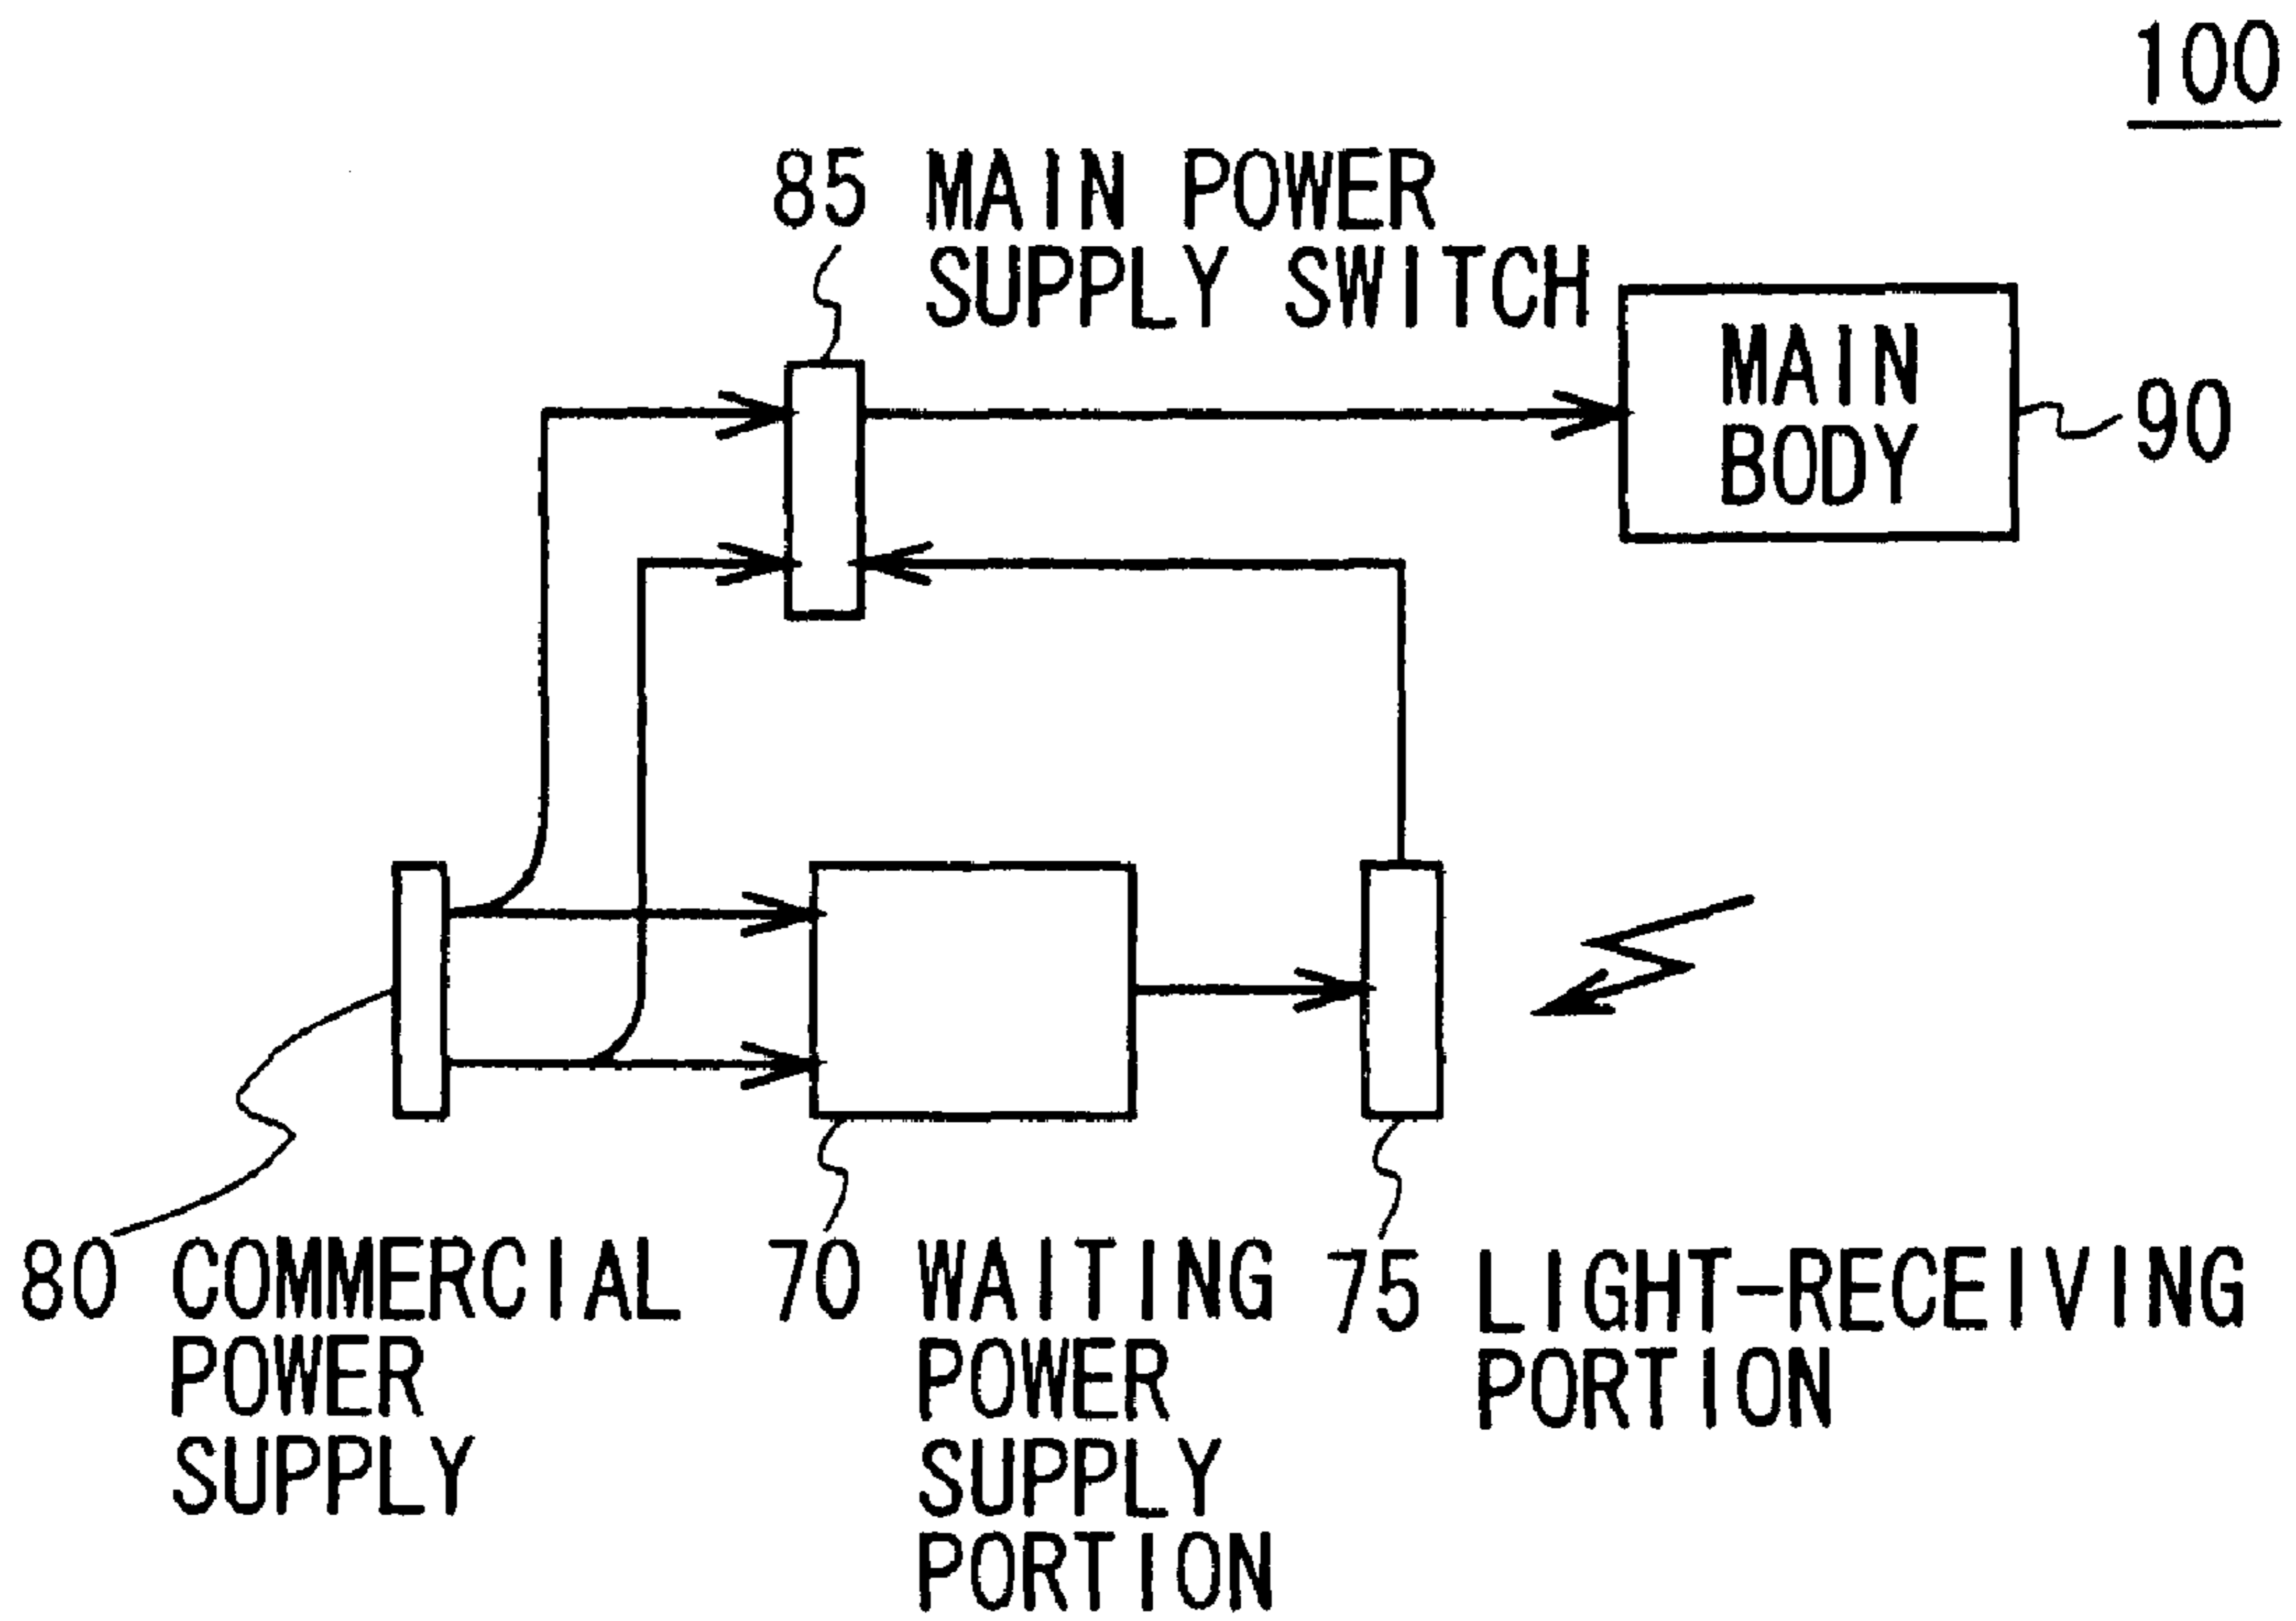 100
85 MAIN POWER
SUPPLY SWITCH
MAIN
BODY
90
80 COMMERCIAL
POWER
SUPPLY
70 WAITING
POWER
SUPPLY
PORTION
75 LIGHT-RECEIVING
PORTION